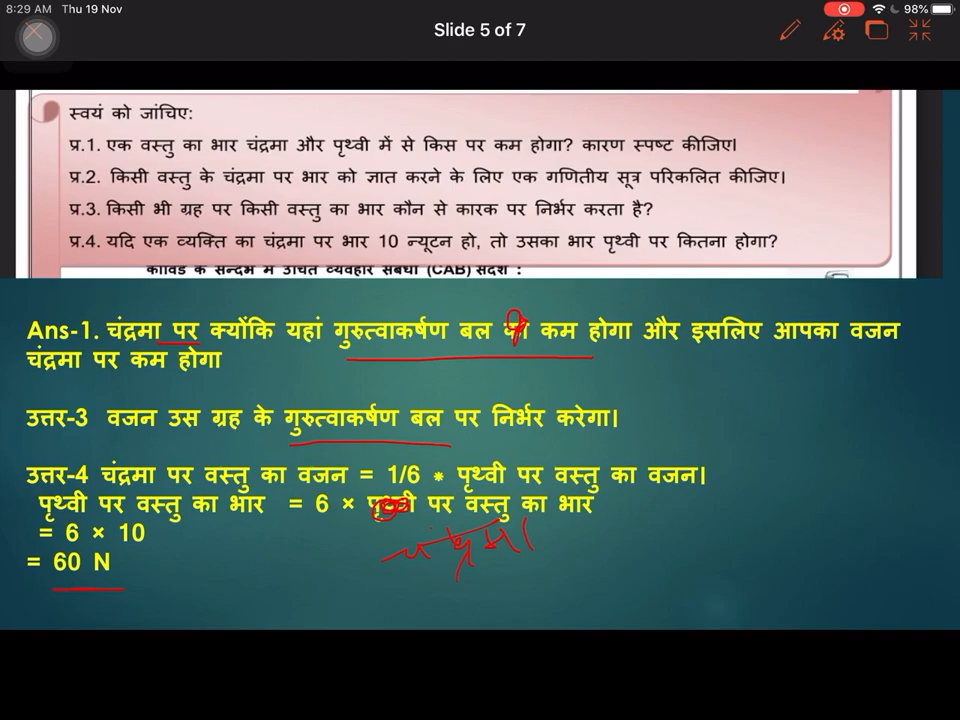 8:29 AM Thu 19 Nov 98%
Slide 5 of 7
स्वयं को जांचिए:
प्र.1. एक वस्तु का भार चंद्रमा और पृथ्वी में से किस पर कम होगा? कारण स्पष्ट कीजिए।
प्र.2. किसी वस्तु के चंद्रमा पर भार को ज्ञात करने के लिए एक गणितीय सूत्र परिकलित कीजिए।
प्र.3. किसी भी ग्रह पर किसी वस्तु का भार कौन से कारक पर निर्भर करता है?
प्र.4. यदि एक व्यक्ति का चंद्रमा पर भार 10 न्यूटन हो, तो उसका भार पृथ्वी पर कितना होगा?
(CAB) संदेश :
Ans-1. चंद्रमा पर क्योंकि यहां गुरुत्वाकर्षण बल कम होगा और इसलिए आपका वजन
चंद्रमा पर कम होगा
उत्तर-3 वजन उस ग्रह के गुरुत्वाकर्षण बल पर निर्भर करेगा।
उत्तर-4 चंद्रमा पर वस्तु का वजन = 1/6 * पृथ्वी पर वस्तु का वजन।
पृथ्वी पर वस्तु का भार = 6 × पृथ्वी पर वस्तु का भार
चंद्रमा
= 6 × 10
= 60 N